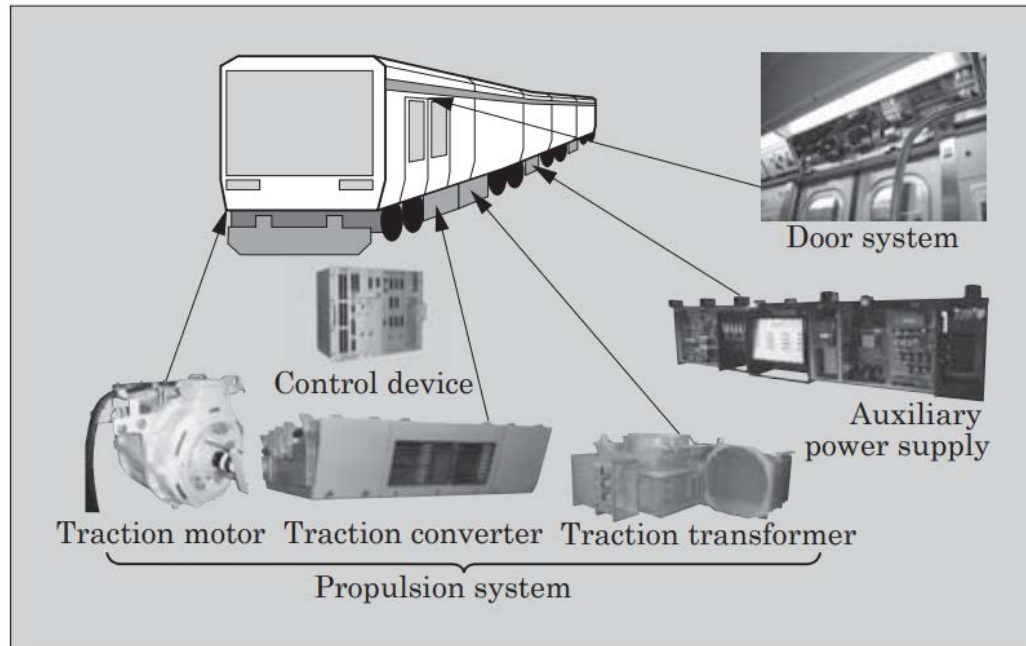 Door system
Control device
Auxiliary
power supply
Traction motor
Traction converter
Traction transformer
Propulsion system